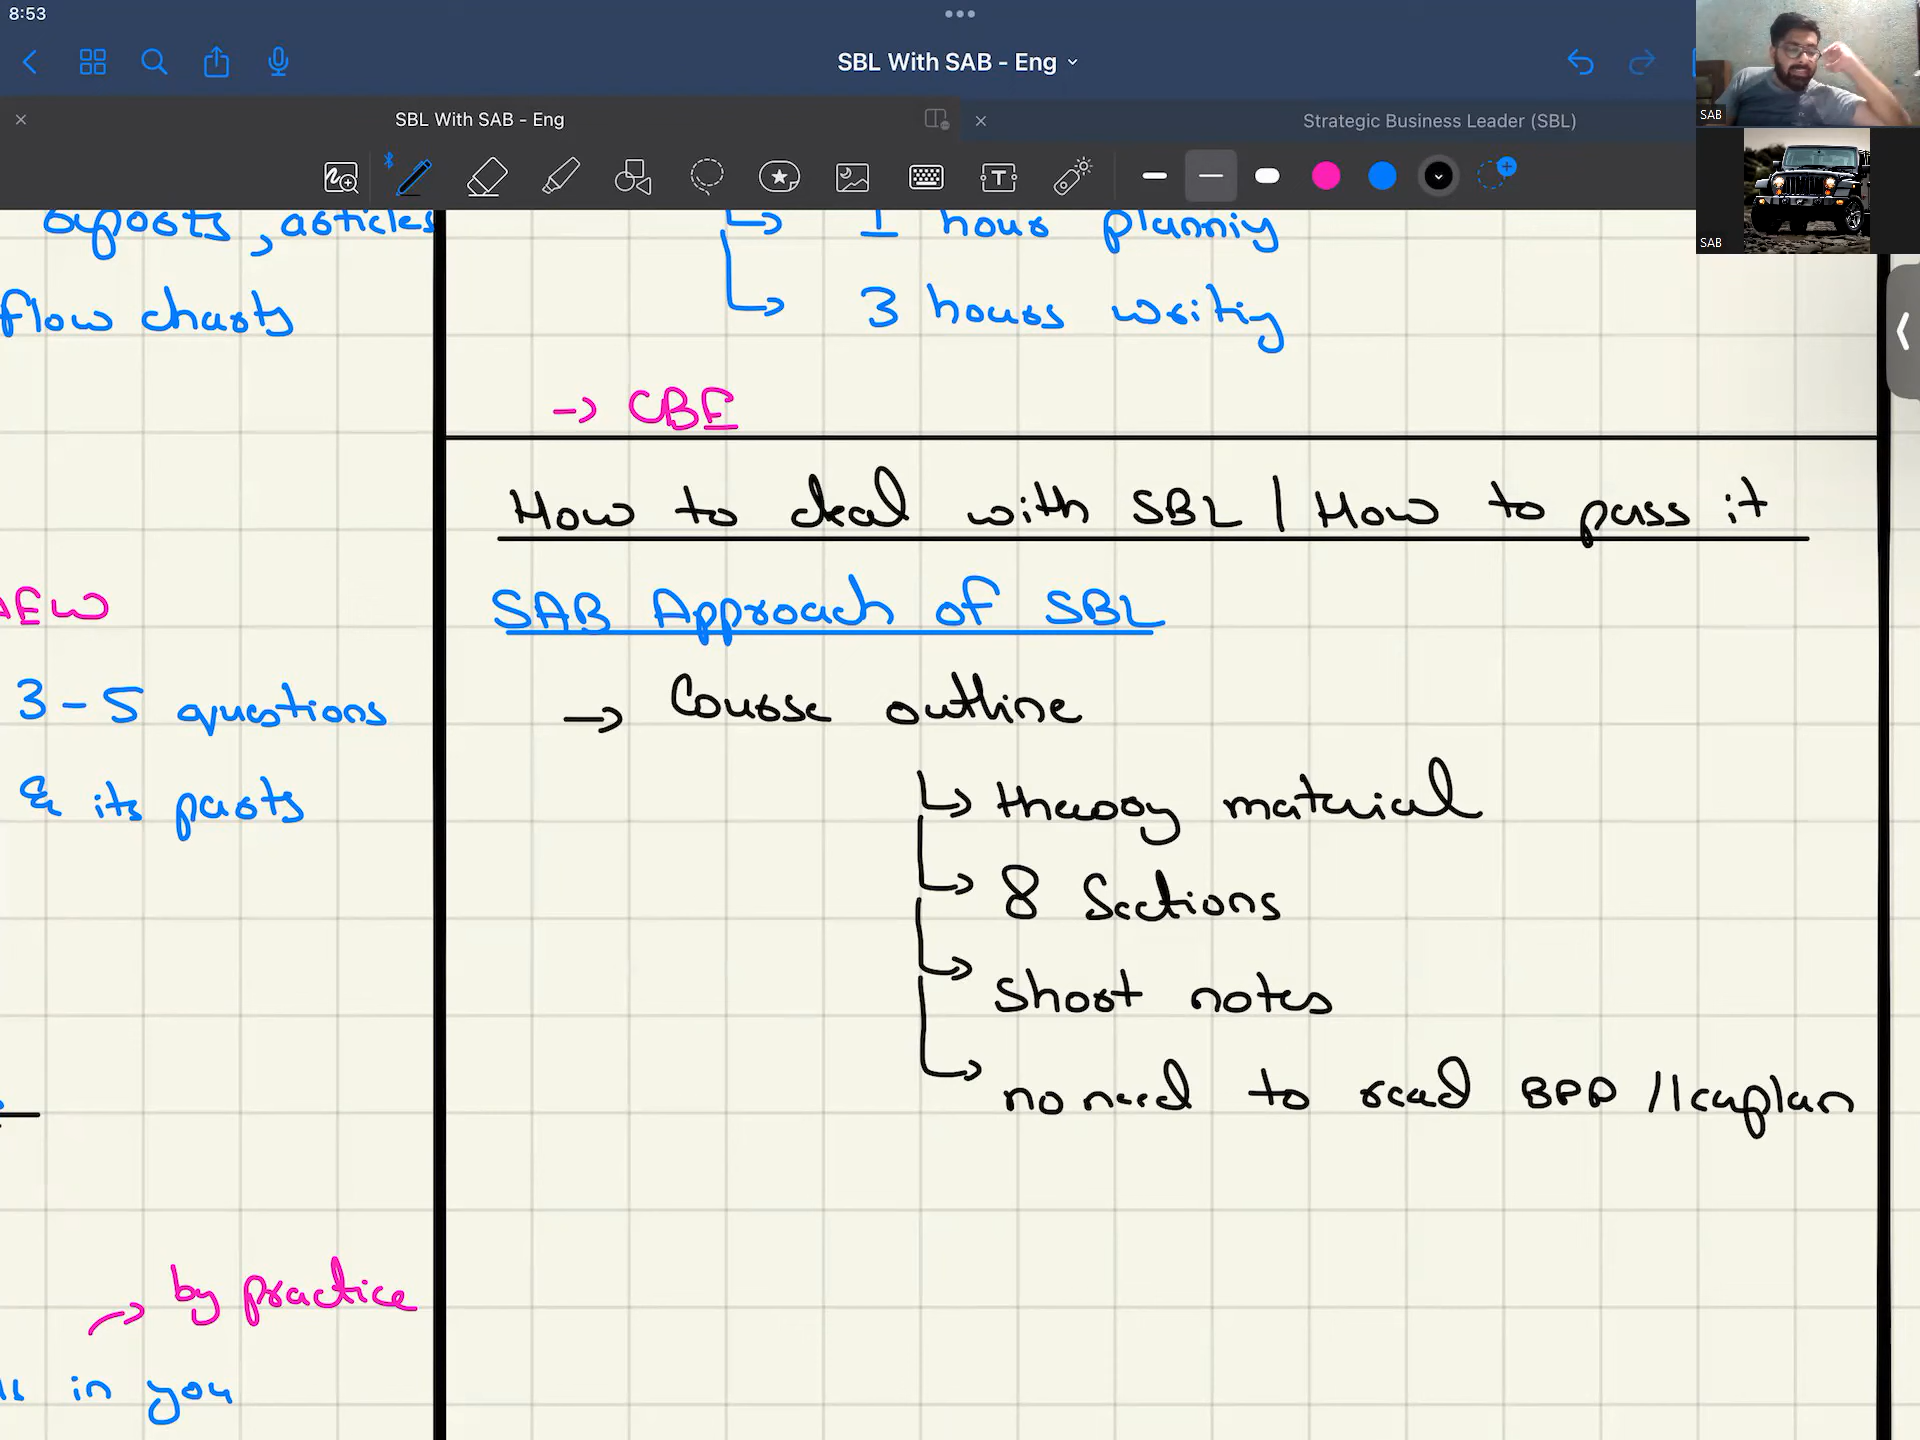 8:53
SBL With SAB - Eng
SBL With SAB - Eng
Strategic Business Leader (SBL)
SAB
SAB
reports, articles
flow charts
1 hour planning
3 hours writing
→ CBE
How to deal with SBL | How to pass it
SAB Approach of SBL
→ Course outline
↳ theory material
↳ 8 Sections
↳ short notes
↳ no need to read BPP // kaplan
3 - 5 questions
& its parts
→ by practice
in you